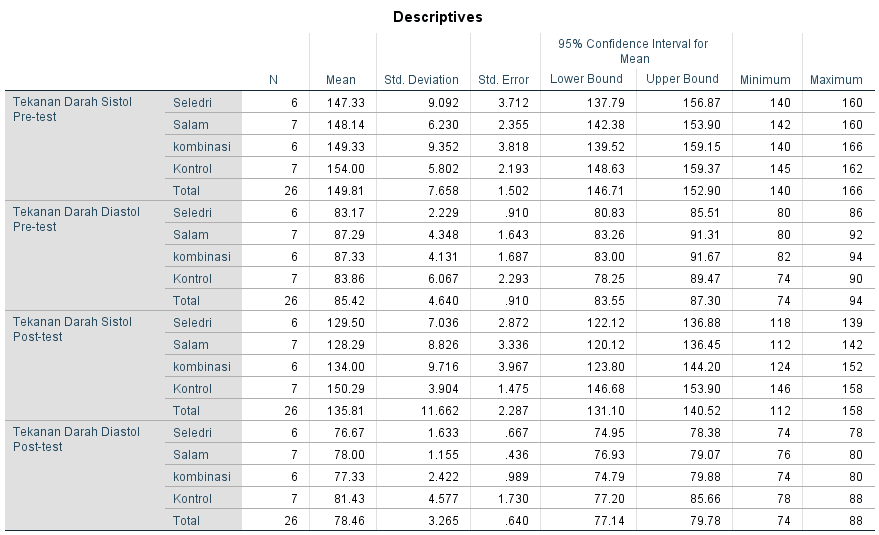 Descriptives
95% Confidence Interval for
Mean
N Mean Std. Deviation Std. Error Lower Bound Upper Bound Minimum Maximum
Tekanan Darah Sistol Pre-test Seledri 6 147.33 9.092 3.712 137.79 156.87 140 160
Salam 7 148.14 6.230 2.355 142.38 153.90 142 160
kombinasi 6 149.33 9.352 3.818 139.52 159.15 140 166
Kontrol 7 154.00 5.802 2.193 148.63 159.37 145 162
Total 26 149.81 7.658 1.502 146.71 152.90 140 166
Tekanan Darah Diastol Pre-test Seledri 6 83.17 2.229 .910 80.83 85.51 80 86
Salam 7 87.29 4.348 1.643 83.26 91.31 80 92
kombinasi 6 87.33 4.131 1.687 83.00 91.67 82 94
Kontrol 7 83.86 6.067 2.293 78.25 89.47 74 90
Total 26 85.42 4.640 .910 83.55 87.30 74 94
Tekanan Darah Sistol Post-test Seledri 6 129.50 7.036 2.872 122.12 136.88 118 139
Salam 7 128.29 8.826 3.336 120.12 136.45 112 142
kombinasi 6 134.00 9.716 3.967 123.80 144.20 124 152
Kontrol 7 150.29 3.904 1.475 146.68 153.90 146 158
Total 26 135.81 11.662 2.287 131.10 140.52 112 158
Tekanan Darah Diastol Post-test Seledri 6 76.67 1.633 .667 74.95 78.38 74 78
Salam 7 78.00 1.155 .436 76.93 79.07 76 80
kombinasi 6 77.33 2.422 .989 74.79 79.88 74 80
Kontrol 7 81.43 4.577 1.730 77.20 85.66 78 88
Total 26 78.46 3.265 .640 77.14 79.78 74 88